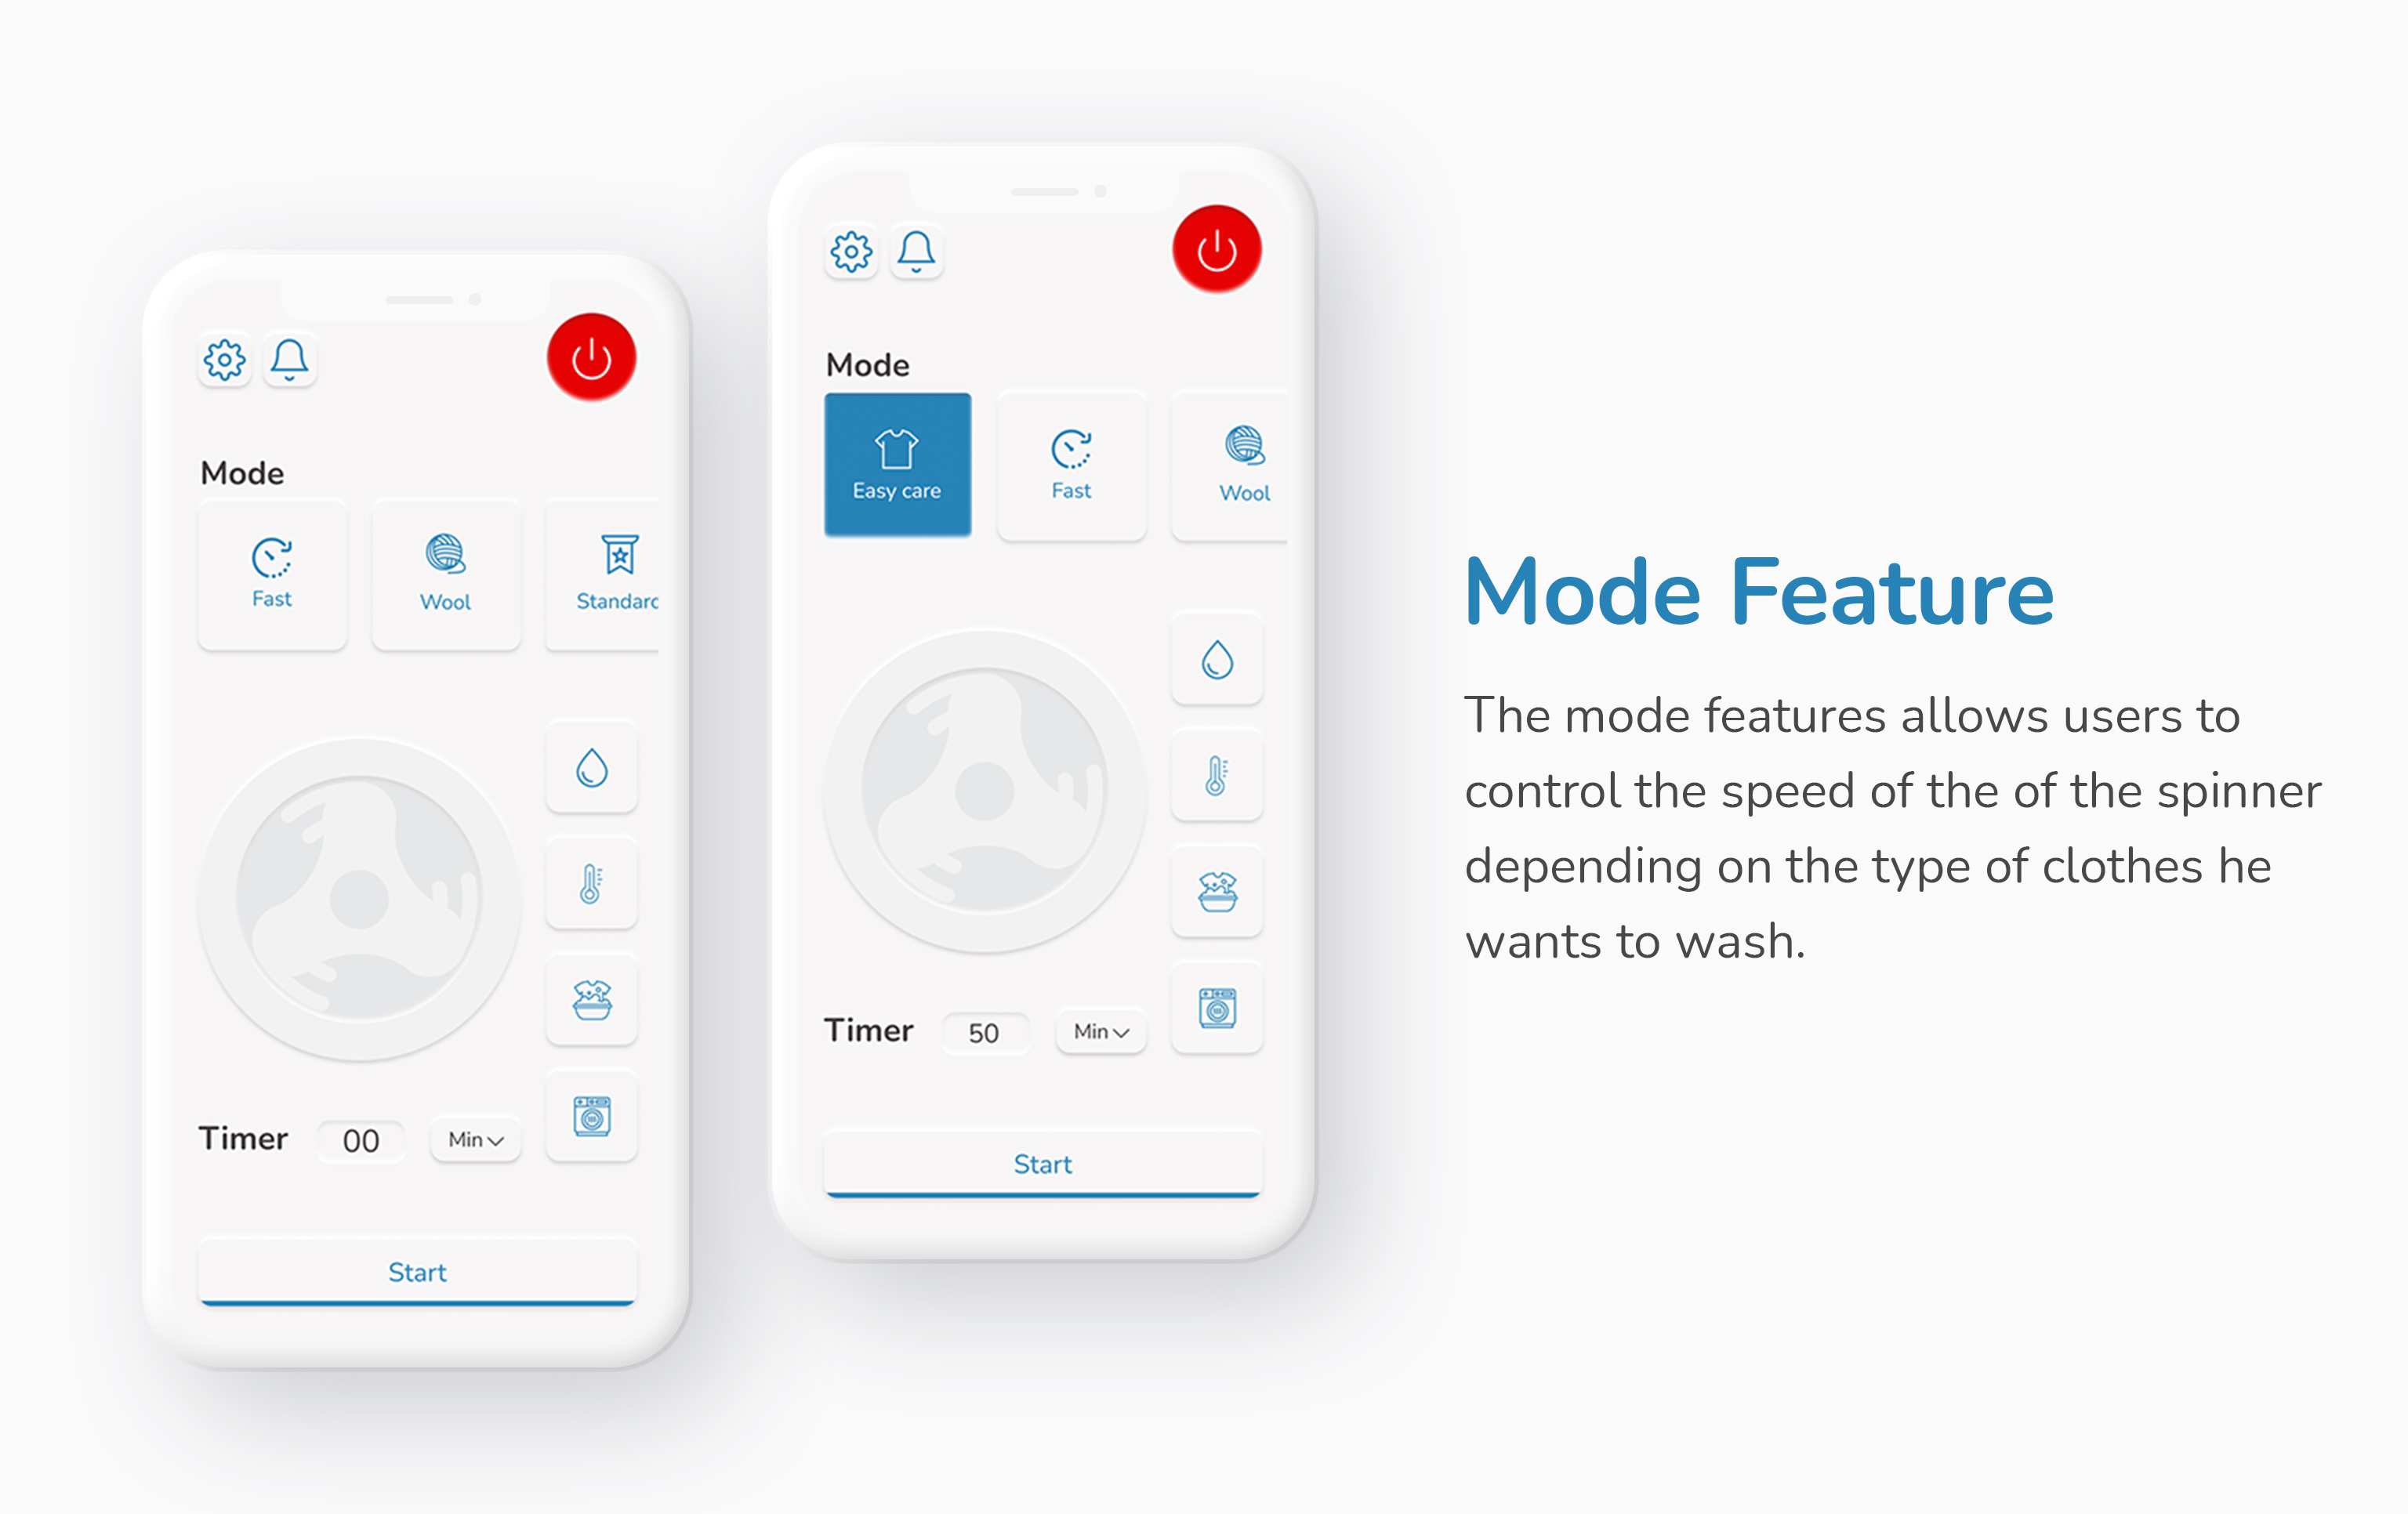 Mode
Fast
Wool
Standard
Timer 00 Min
Start
Mode
Easy care
Fast
Wool
Timer 50 Min
Start
Mode Feature
The mode features allows users to
control the speed of the of the spinner
depending on the type of clothes he
wants to wash.